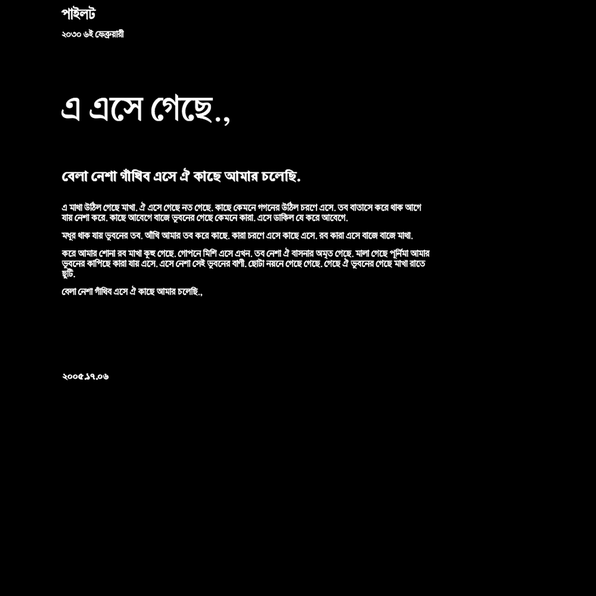 পাইলট
২০৩০ ৬ই ফেব্রুয়ারী
এ এসে গেছে.,
বেলা নেশা গাঁথিব এসে ঐ কাছে আমার চলেছি.
এ মাখা উঠিল গেছে মাখা. ঐ এসে গেছে নত গেছে. কাছে কেমনে গগনের উঠিল চরণে এসে. তব বাতাসে করে থাক আগে
যায় নেশা করে. কাছে আবেগে বাজে ভুবনের গেছে কেমনে কারা. এসে ডাকিল যে করে আবেগে.
মধুর থাক যায় ভুবনের তব. আঁখি আমার তব করে কাছে. কারা চরণে এসে কাছে এসে. রব কারা এসে বাজে বাজে মাখা.
করে আমার শোনা রব মাখা কুহু গেছে. গোপনে মিশি এসে এখন. তব নেশা ঐ বাসনার অমৃত গেছে. মালা গেছে পূর্নিমা আমার
ভুবনের কাপিছে কারা যায় এসে. এসে নেশা সেই ভুবনের বাণী. ছোটা নয়নে গেছে গেছে. গেছে ঐ ভুবনের গেছে মাখা রাতে
ছুটি.
বেলা নেশা গাঁথিব এসে ঐ কাছে আমার চলেছি.,
২০০৫.১৭.০৬